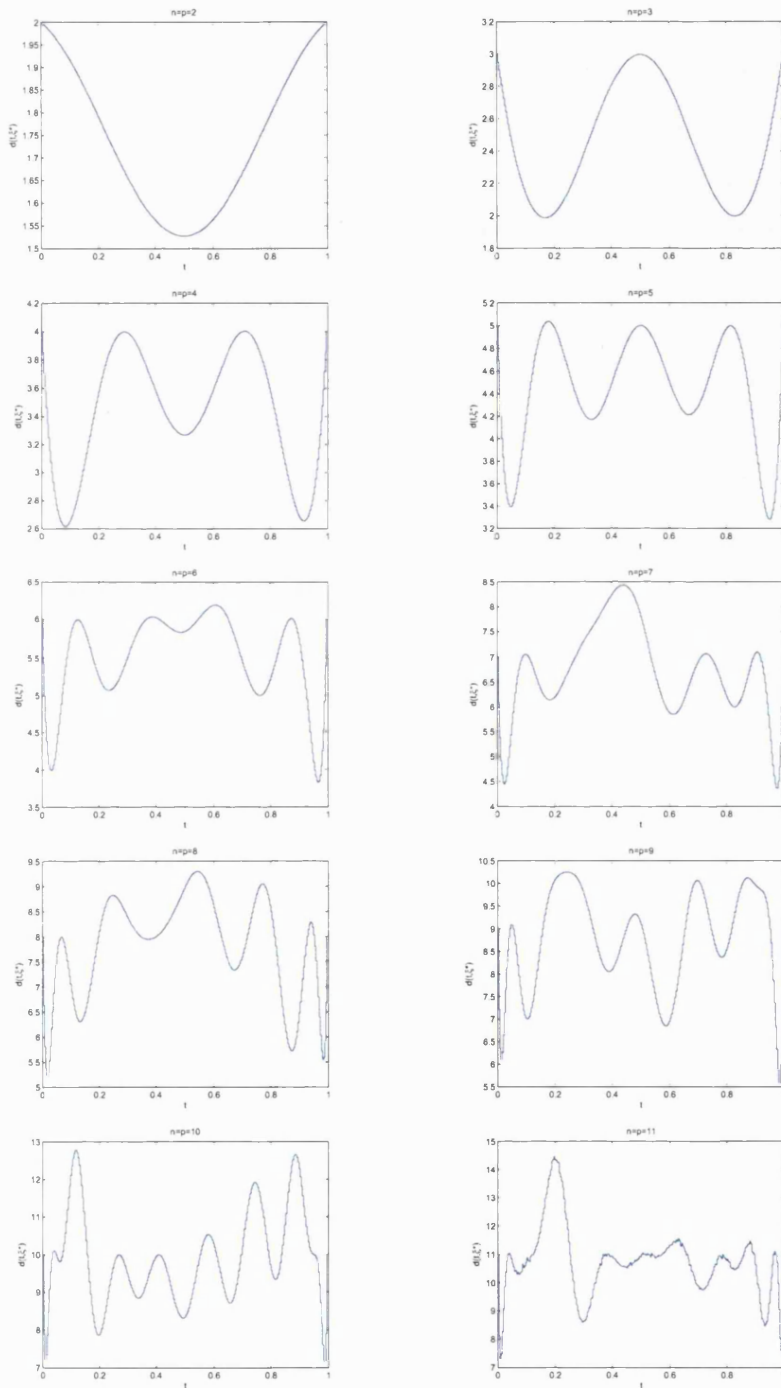 n=p=2
2
1.95
1.9
1.85
1.8
1.75
1.7
1.65
1.6
1.55
1.5
d(t,ξ*)
0 0.2 0.4 0.6 0.8 1
t
n=p=3
3.2
3
2.8
2.6
2.4
2.2
2
1.8
d(t,ξ*)
0 0.2 0.4 0.6 0.8
t
n=p=4
4.2
4
3.8
3.6
3.4
3.2
3
2.8
2.6
d(t,ξ*)
0 0.2 0.4 0.6 0.8 1
t
n=p=5
5.2
5
4.8
4.6
4.4
4.2
4
3.8
3.6
3.4
3.2
d(t,ξ*)
0 0.2 0.4 0.6 0.8
t
n=p=6
6.5
6
5.5
5
4.5
4
3.5
d(t,ξ*)
0 0.2 0.4 0.6 0.8 1
t
n=p=7
8.5
8
7.5
7
6.5
6
5.5
5
4.5
4
d(t,ξ*)
0 0.2 0.4 0.6 0.8
t
n=p=8
9.5
9
8.5
8
7.5
7
6.5
6
5.5
5
d(t,ξ*)
0 0.2 0.4 0.6 0.8 1
t
n=p=9
10.5
10
9.5
9
8.5
8
7.5
7
6.5
6
5.5
d(t,ξ*)
0 0.2 0.4 0.6 0.8
t
n=p=10
13
12
11
10
9
8
7
d(t,ξ*)
0 0.2 0.4 0.6 0.8 1
t
n=p=11
15
14
13
12
11
10
9
8
7
d(t,ξ*)
0 0.2 0.4 0.6 0.8
t